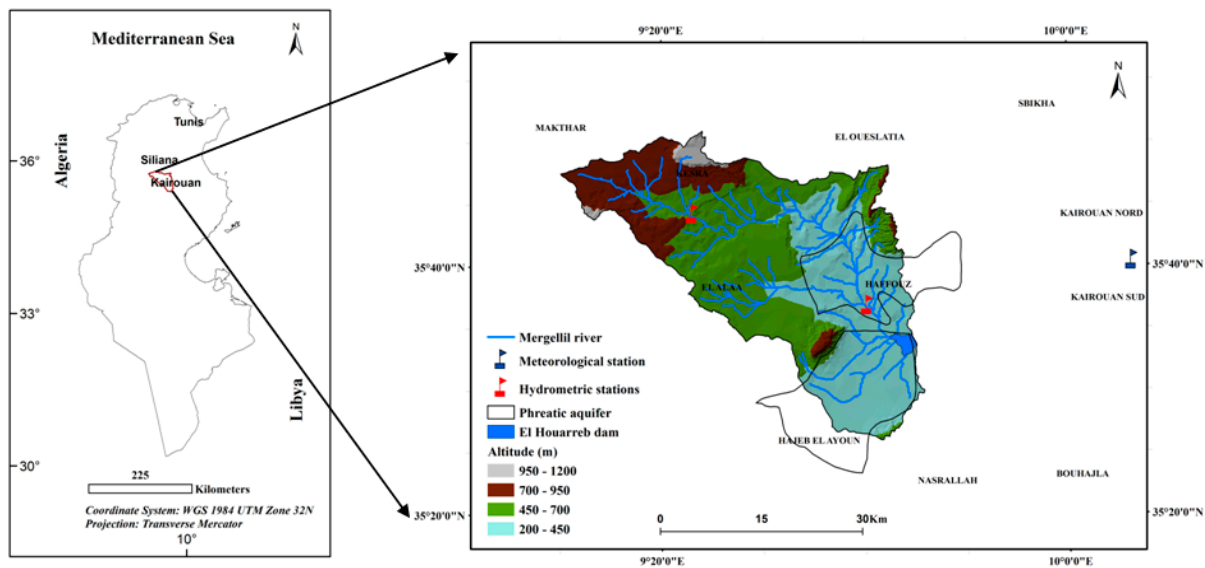 Mediterranean Sea
N
Tunis
Algeria
Siliana
36°
Kairouan
33°
Libya
30°
225
Kilometers
Coordinate System: WGS 1984 UTM Zone 32N
Projection: Transverse Mercator
10°
9°20'0"E
10°0'0"E
N
SBIKHA
MAKTHAR
EL OUESLATIA
KESRA
KAIROUAN NORD
35°40'0"N
35°40'0"N
EL ALAA
HAFFOUZ
KAIROUAN SUD
Mergellil river
Meteorological station
Hydrometric stations
Phreatic aquifer
El Houarreb dam
HAJEB EL AYOUN
Altitude (m)
950 - 1200
700 - 950
450 - 700
200 - 450
NASRALLAH
BOUHAJLA
35°20'0"N
35°20'0"N
0 15 30Km
9°20'0"E
10°0'0"E